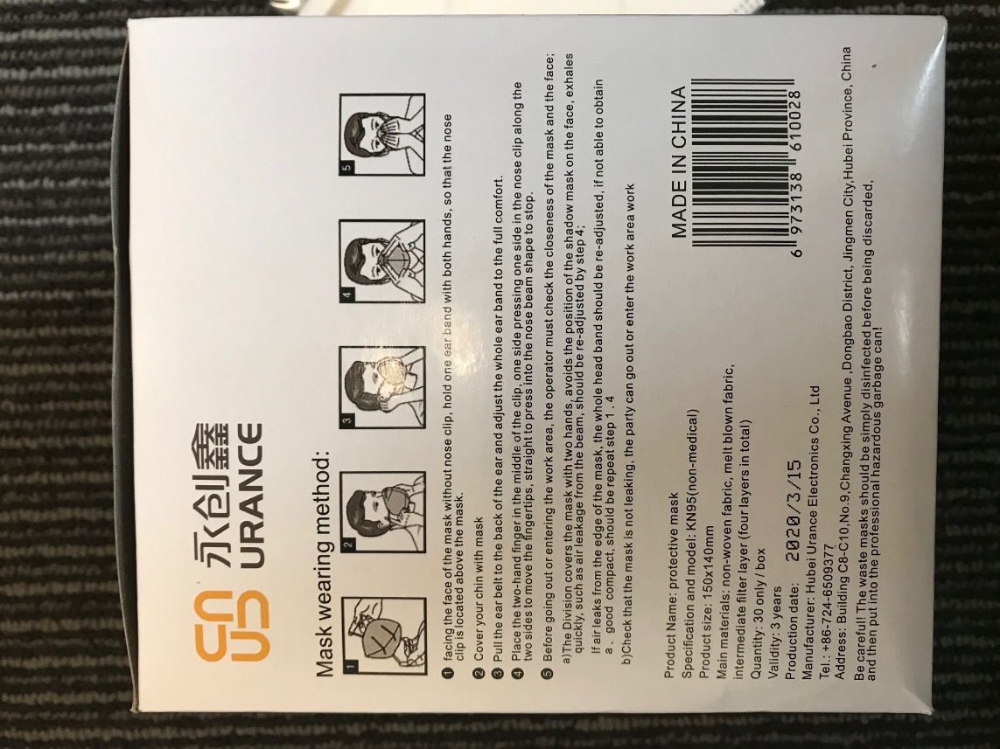 永创鑫
URANCE
Mask wearing method:
1
2
3
4
5
1 facing the face of the mask without nose clip, hold one ear band with both hands, so that the nose
clip is located above the mask.
2 Cover your chin with mask
3 Pull the ear belt to the back of the ear and adjust the whole ear band to the full comfort.
4 Place the two-hand finger in the middle of the clip, one side pressing one side in the nose clip along the
two sides to move the fingertips, straight to press into the nose beam shape to stop.
5 Before going out or entering the work area, the operator must check the closeness of the mask and the face;
a)The Division covers the mask with two hands, avoids the position of the shadow mask on the face, exhales
quickly, such as air leakage from the beam, should be re-adjusted by step 4;
If air leaks from the edge of the mask, the whole head band should be re-adjusted, if not able to obtain
a、good compact, should be repeat step 1 . 4
b)Check that the mask is not leaking, the party can go out or enter the work area work
Product Name: protective mask
Specification and model: KN95(non-medical)
Product size: 150x140mm
Main materials: non-woven fabric, melt blown fabric,
intermediate filter layer (four layers in total)
Quantity: 30 only / box
Validity: 3 years
Production date: 2020/3/15
Manufacturer: Hubei Urance Electronics Co., Ltd
Tel.: +86-724-6509377
Address: Building C8-C10,No.9,Changxing Avenue ,Dongbao District, Jingmen City,Hubei Province, China
Be careful! The waste masks should be simply disinfected before being discarded,
and then put into the professional hazardous garbage can!
MADE IN CHINA
6 973138 610028